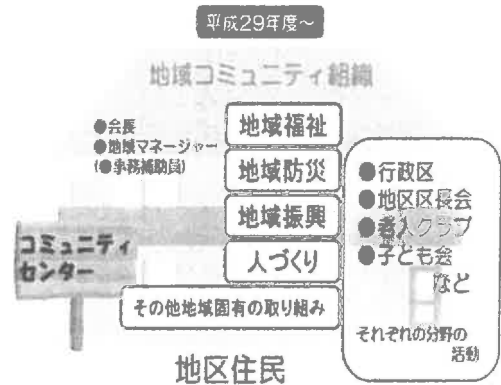 平成29年度～
地域コミュニティ組織
●会長
●地域マネージャー
(●事務補助員)
地域福祉
地域防災
地域振興
人づくり
その他地域固有の取り組み
コミュニティ
センター
●行政区
●地区区長会
●老人クラブ
●子ども会
など
それぞれの分野の
活動
地区住民